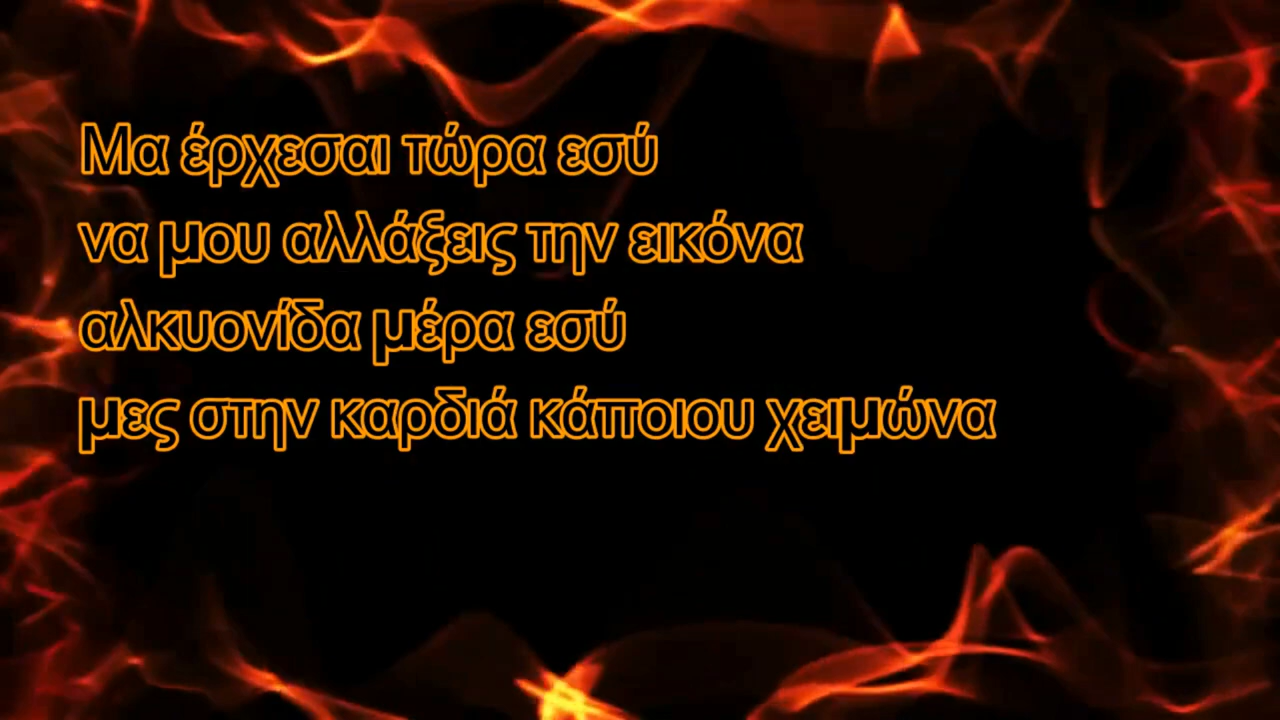 Μα έρχεσαι τώρα εσύ
να μου αλλάξεις την εικόνα
αλκυονίδα μέρα εσύ
μες στην καρδιά κάποιου χειμώνα